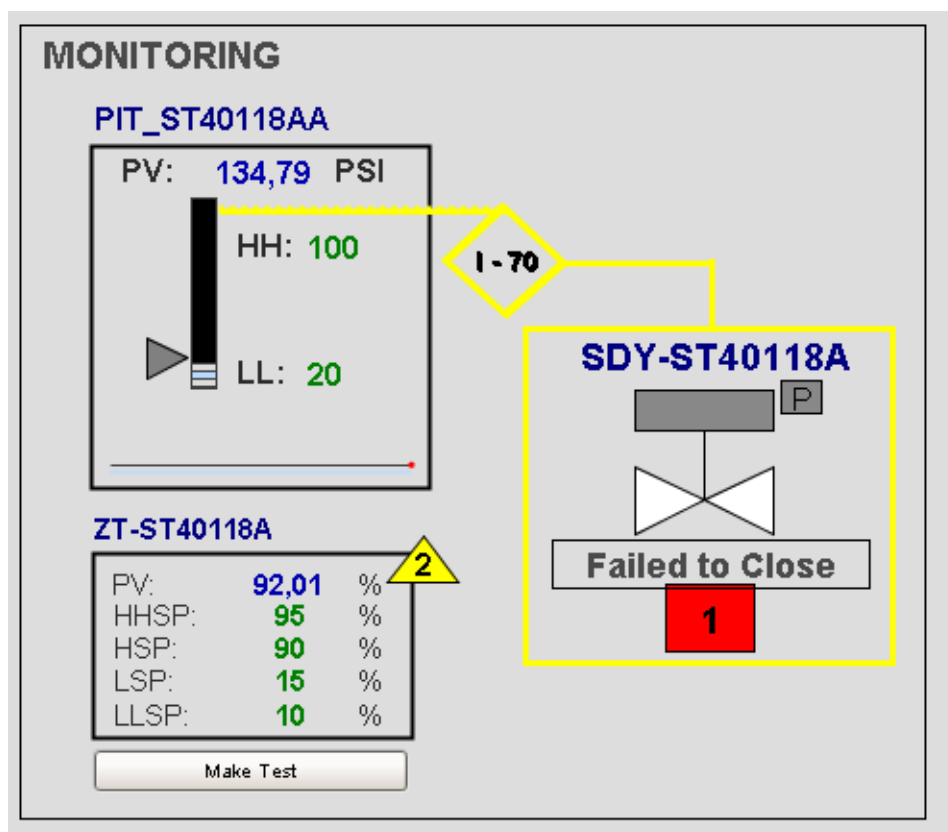 MONITORING
PIT_ST40118AA
PV: 134,79 PSI
HH: 100
I - 70
LL: 20
SDY-ST40118A
P
ZT-ST40118A
Failed to Close
2
PV: 92,01 %
HHSP: 95 %
1
HSP: 90 %
LSP: 15 %
LLSP: 10 %
Make Test